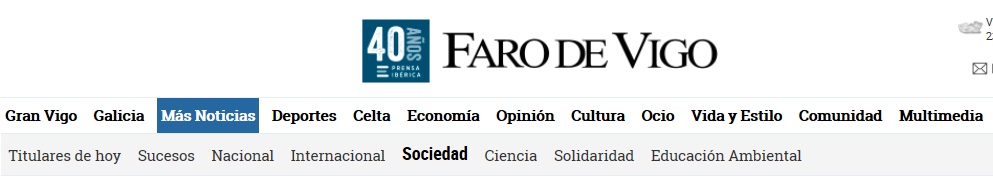 40 AÑOS
PRENSA
IBÉRICA
FARO DE VIGO
Gran Vigo Galicia Más Noticias Deportes Celta Economía Opinión Cultura Ocio Vida y Estilo Comunidad Multimedia
Titulares de hoy Sucesos Nacional Internacional Sociedad Ciencia Solidaridad Educación Ambiental